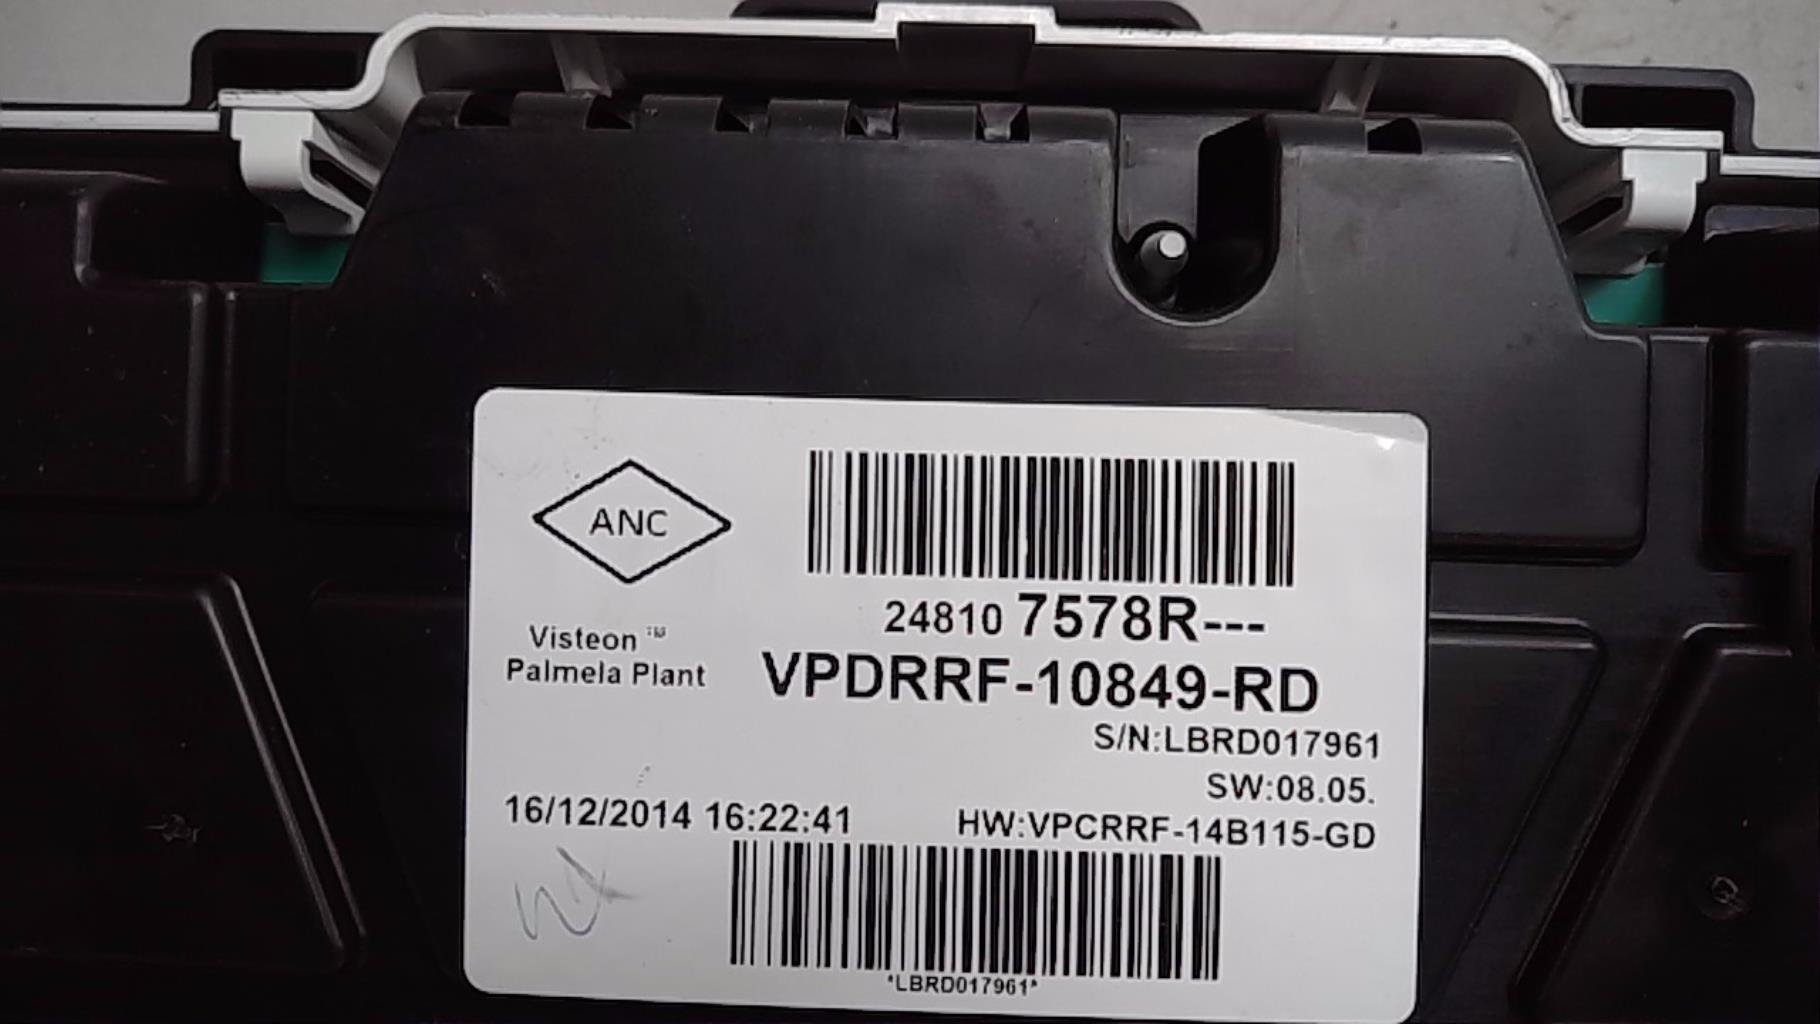 ANC
24810 7578R---
Visteon™
Palmela Plant
VPDRRF-10849-RD
S/N:LBRD017961
SW:08.05.
16/12/2014 16:22:41
HW:VPCRRF-14B115-GD
*LBRD017961*